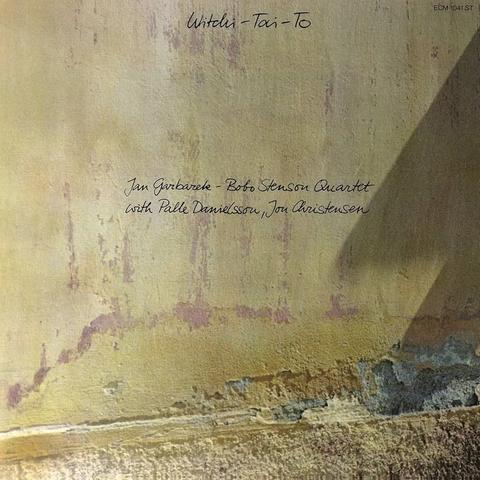 ECM 1041 ST
Witchi-Tai-To
Jan Garbarek - Bobo Stenson Quartet
with Palle Danielsson, Jon Christensen